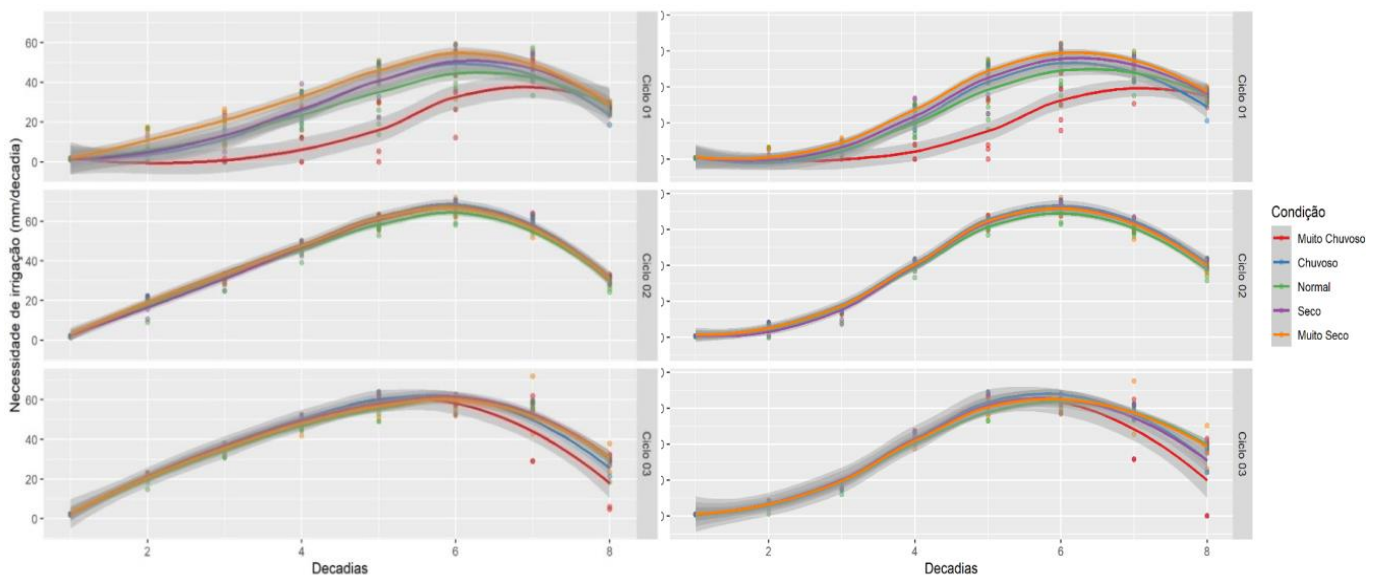 Necessidade de irrigação (mm/decadia)
60
40
20
0
Ciclo 01
60
40
20
0
Ciclo 02
60
40
20
0
Ciclo 03
2
4
6
8
Decadias
Ciclo 01
Ciclo 02
Ciclo 03
2
4
6
8
Decadias
Condição
Muito Chuvoso
Chuvoso
Normal
Seco
Muito Seco